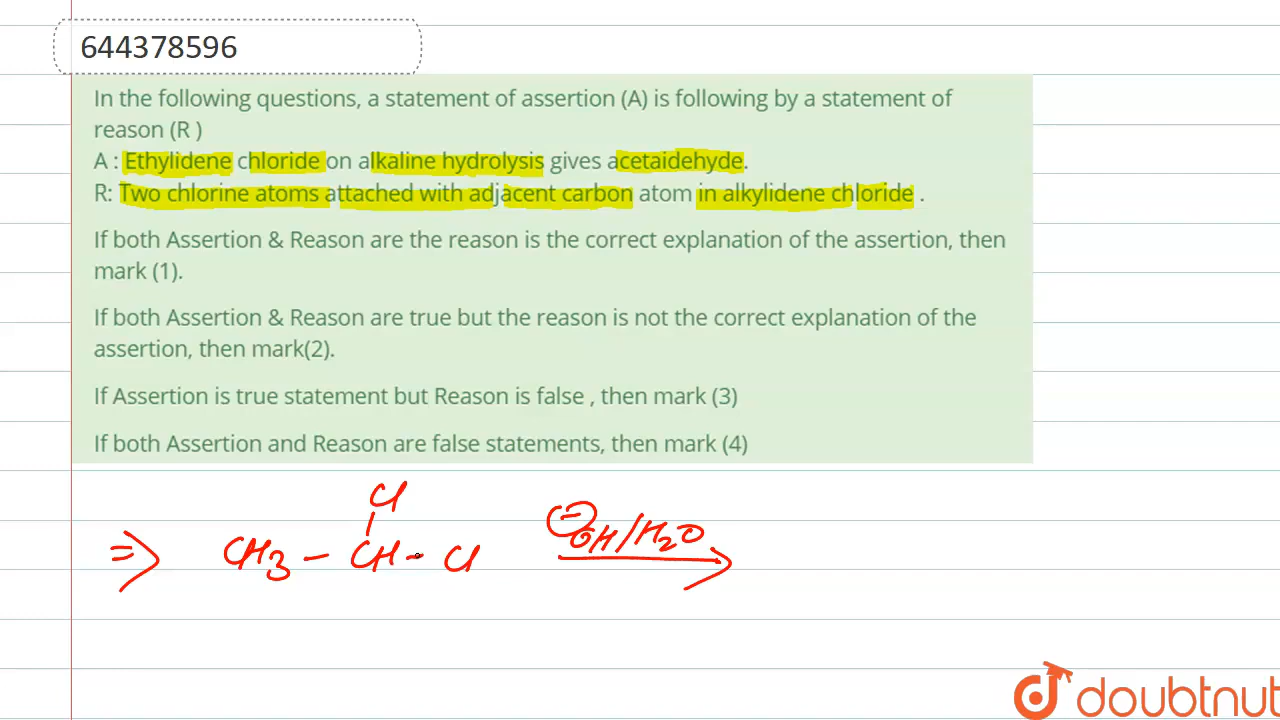 644378596
In the following questions, a statement of assertion (A) is following by a statement of
reason (R )
A : Ethylidene chloride on alkaline hydrolysis gives acetaidehyde.
R: Two chlorine atoms attached with adjacent carbon atom in alkylidene chloride .
If both Assertion & Reason are the reason is the correct explanation of the assertion, then
mark (1).
If both Assertion & Reason are true but the reason is not the correct explanation of the
assertion, then mark(2).
If Assertion is true statement but Reason is false , then mark (3)
If both Assertion and Reason are false statements, then mark (4)
Cl
⇒ CH3 – CH – Cl ⊖OH/H2O →
doubtnut